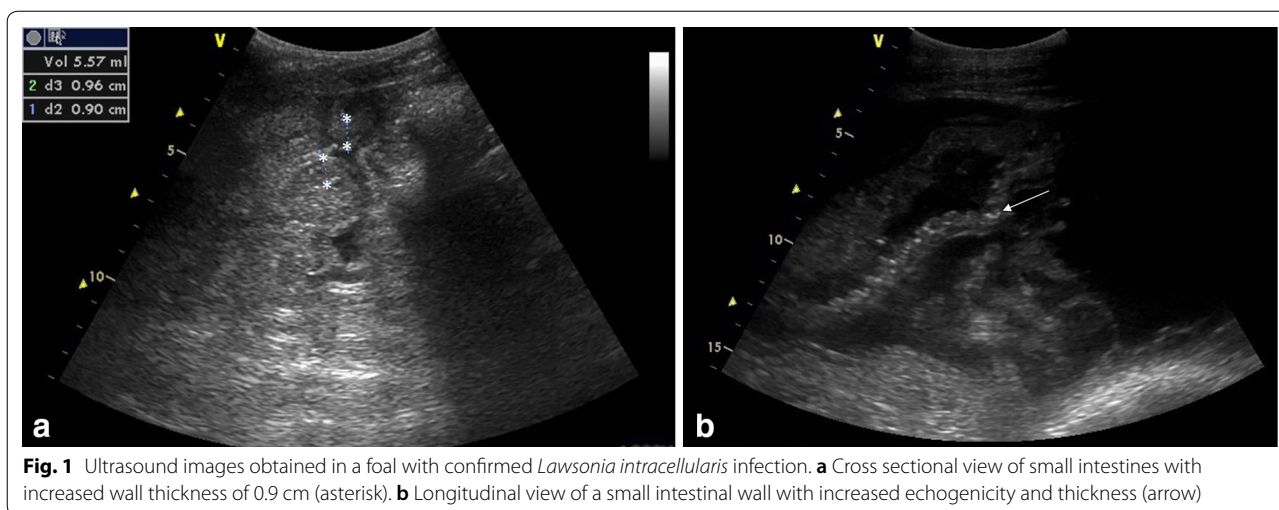 V
Vol 5.57 ml
2 d3 0.96 cm
1 d2 0.90 cm
5
10
a
V
5
10
15
b
Fig. 1 Ultrasound images obtained in a foal with confirmed Lawsonia intracellularis infection. a Cross sectional view of small intestines with
increased wall thickness of 0.9 cm (asterisk). b Longitudinal view of a small intestinal wall with increased echogenicity and thickness (arrow)